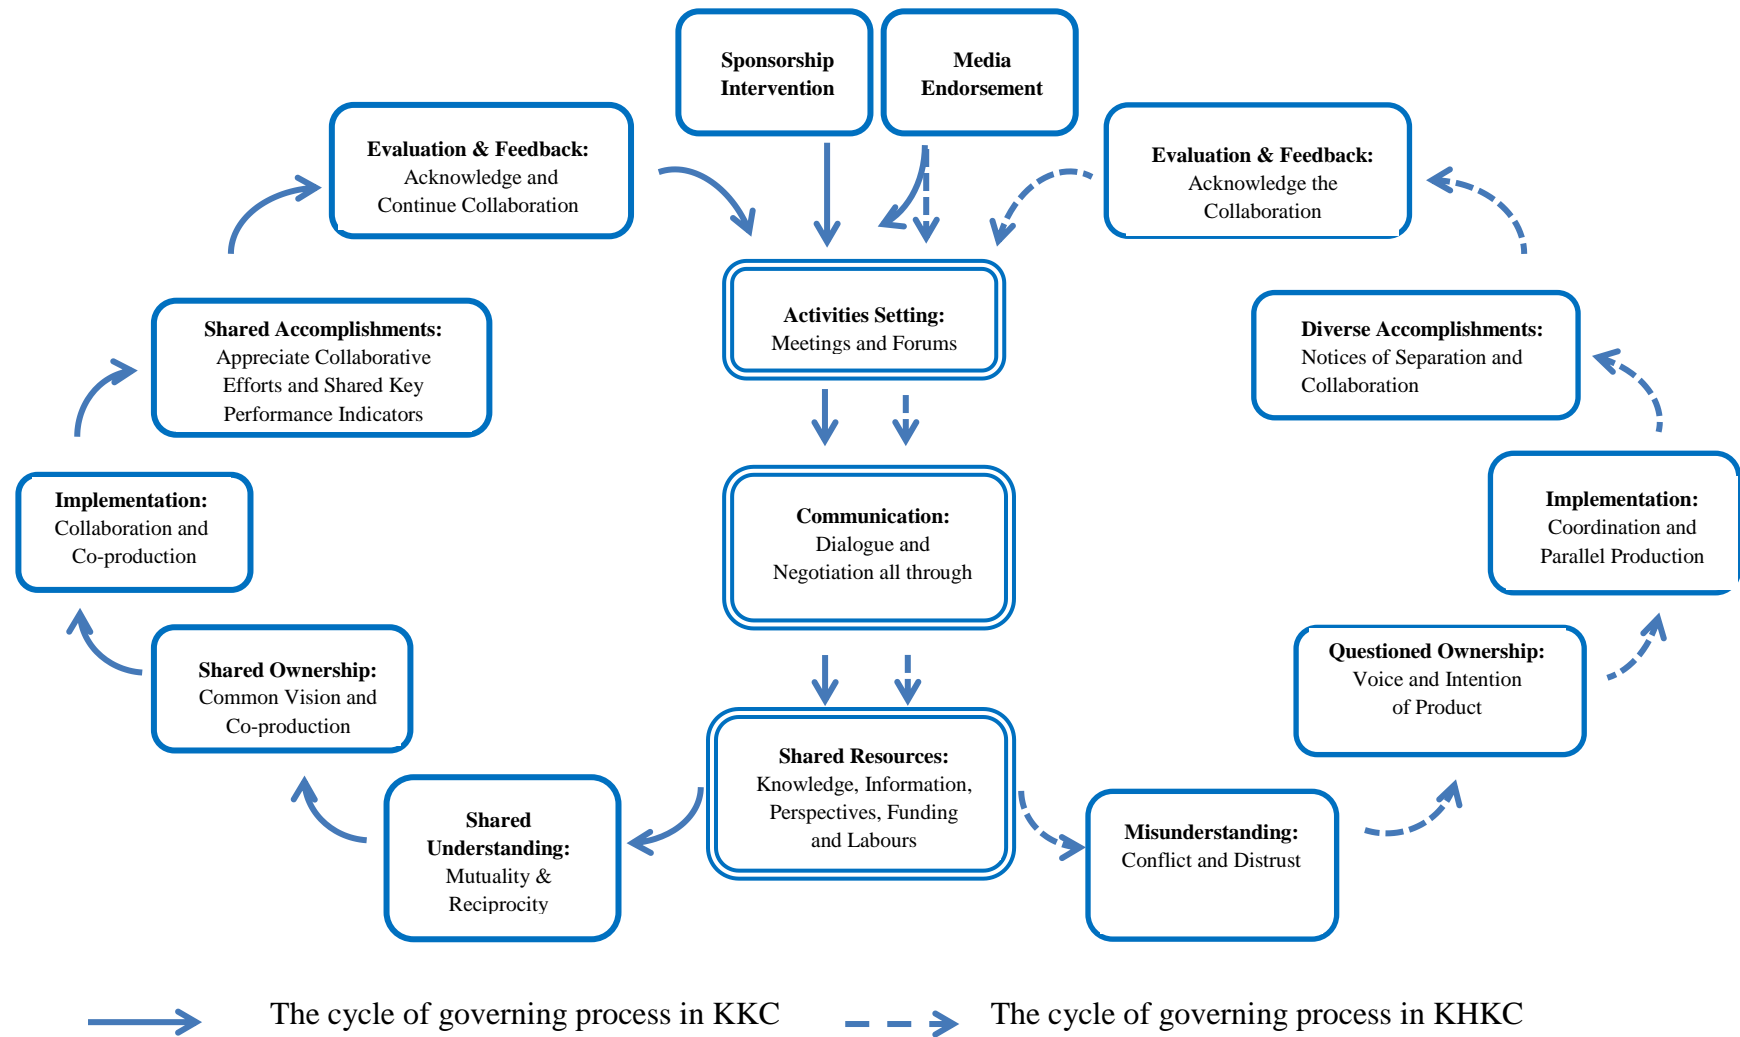 Sponsorship
Intervention
Media
Endorsement
Evaluation & Feedback:
Acknowledge and
Continue Collaboration
Evaluation & Feedback:
Acknowledge the
Collaboration
Shared Accomplishments:
Appreciate Collaborative
Efforts and Shared Key
Performance Indicators
Activities Setting:
Meetings and Forums
Diverse Accomplishments:
Notices of Separation and
Collaboration
Implementation:
Collaboration and
Co-production
Communication:
Dialogue and
Negotiation all through
Implementation:
Coordination and
Parallel Production
Shared Ownership:
Common Vision and
Co-production
Questioned Ownership:
Voice and Intention
of Product
Shared
Understanding:
Mutuality &
Reciprocity
Shared Resources:
Knowledge, Information,
Perspectives, Funding
and Labours
Misunderstanding:
Conflict and Distrust
The cycle of governing process in KKC
The cycle of governing process in KHKC